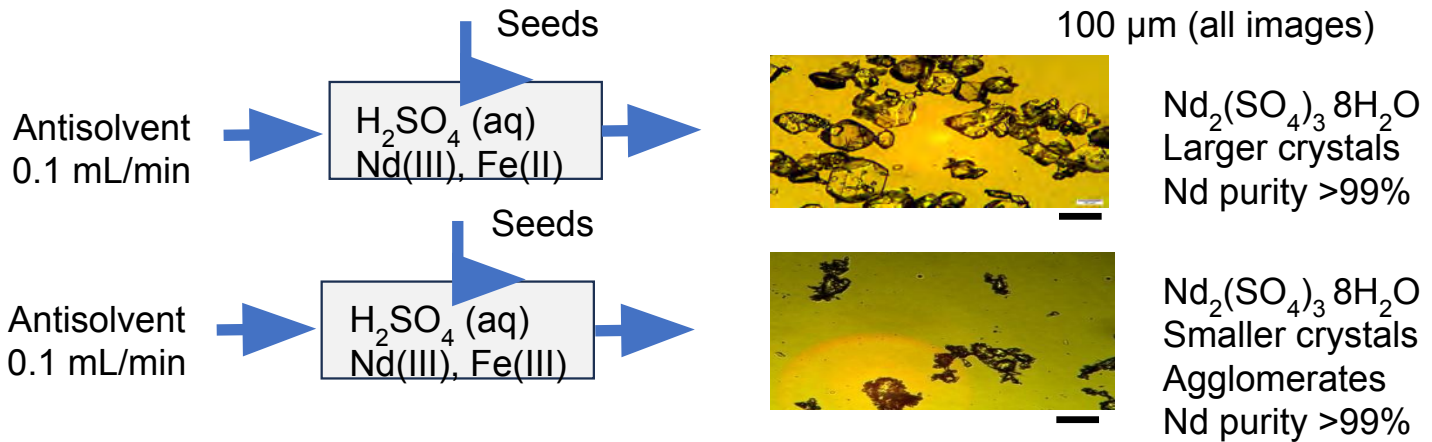 Seeds
100 µm (all images)
Antisolvent
0.1 mL/min
H₂SO₄ (aq)
Nd(III), Fe(II)
Nd₂(SO₄)₃ 8H₂O
Larger crystals
Nd purity >99%
Seeds
Antisolvent
0.1 mL/min
H₂SO₄ (aq)
Nd(III), Fe(III)
Nd₂(SO₄)₃ 8H₂O
Smaller crystals
Agglomerates
Nd purity >99%